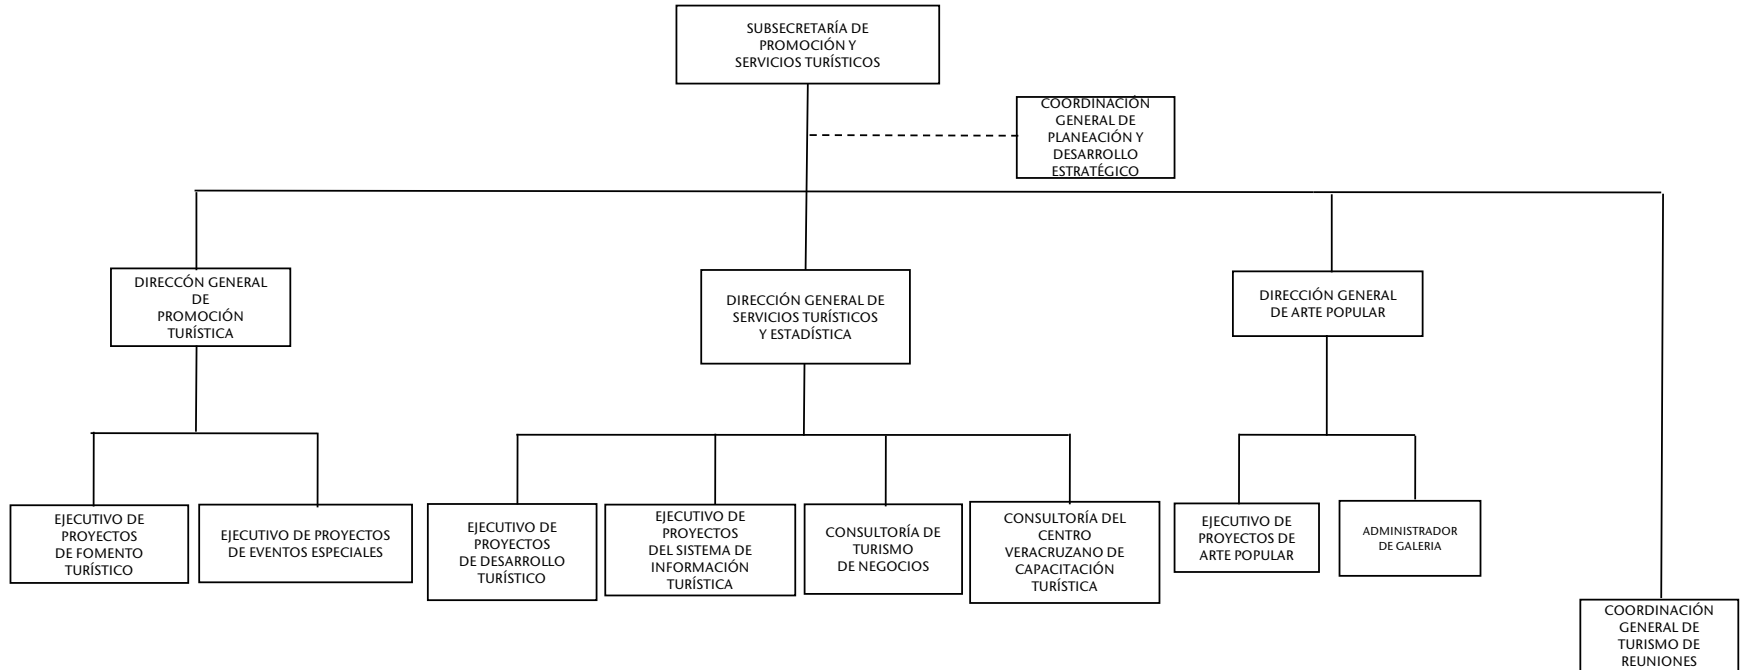 SUBSECRETARÍA DE
PROMOCIÓN Y
SERVICIOS TURÍSTICOS
COORDINACIÓN
GENERAL DE
PLANEACIÓN Y
DESARROLLO
ESTRATÉGICO
DIRECCÓN GENERAL
DE
PROMOCIÓN
TURÍSTICA
DIRECCIÓN GENERAL DE
SERVICIOS TURÍSTICOS
Y ESTADÍSTICA
DIRECCIÓN GENERAL
DE ARTE POPULAR
EJECUTIVO DE
PROYECTOS
DE FOMENTO
TURÍSTICO
EJECUTIVO DE PROYECTOS
DE EVENTOS ESPECIALES
EJECUTIVO DE
PROYECTOS
DE DESARROLLO
TURÍSTICO
EJECUTIVO DE
PROYECTOS
DEL SISTEMA DE
INFORMACIÓN
TURÍSTICA
CONSULTORÍA DE
TURISMO
DE NEGOCIOS
CONSULTORÍA DEL
CENTRO
VERACRUZANO DE
CAPACITACIÓN
TURÍSTICA
EJECUTIVO DE
PROYECTOS DE
ARTE POPULAR
ADMINISTRADOR
DE GALERIA
COORDINACIÓN
GENERAL DE
TURISMO DE
REUNIONES